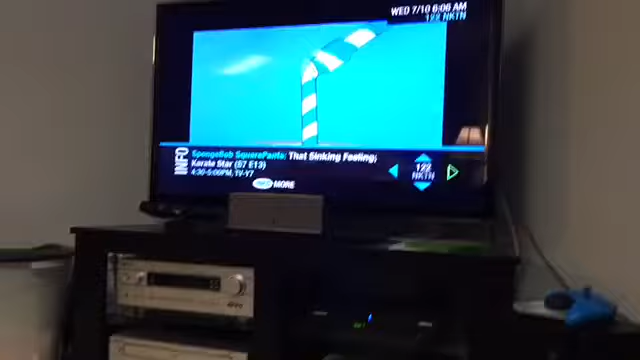 WED 7/10 6:06 AM
122 NKTN
INFO
SpongeBob SquarePants: That Sinking Feeling;
Karate Star (S7 E13)
4:30-5:00PM, TV-Y7
INFO MORE
122
NKTN